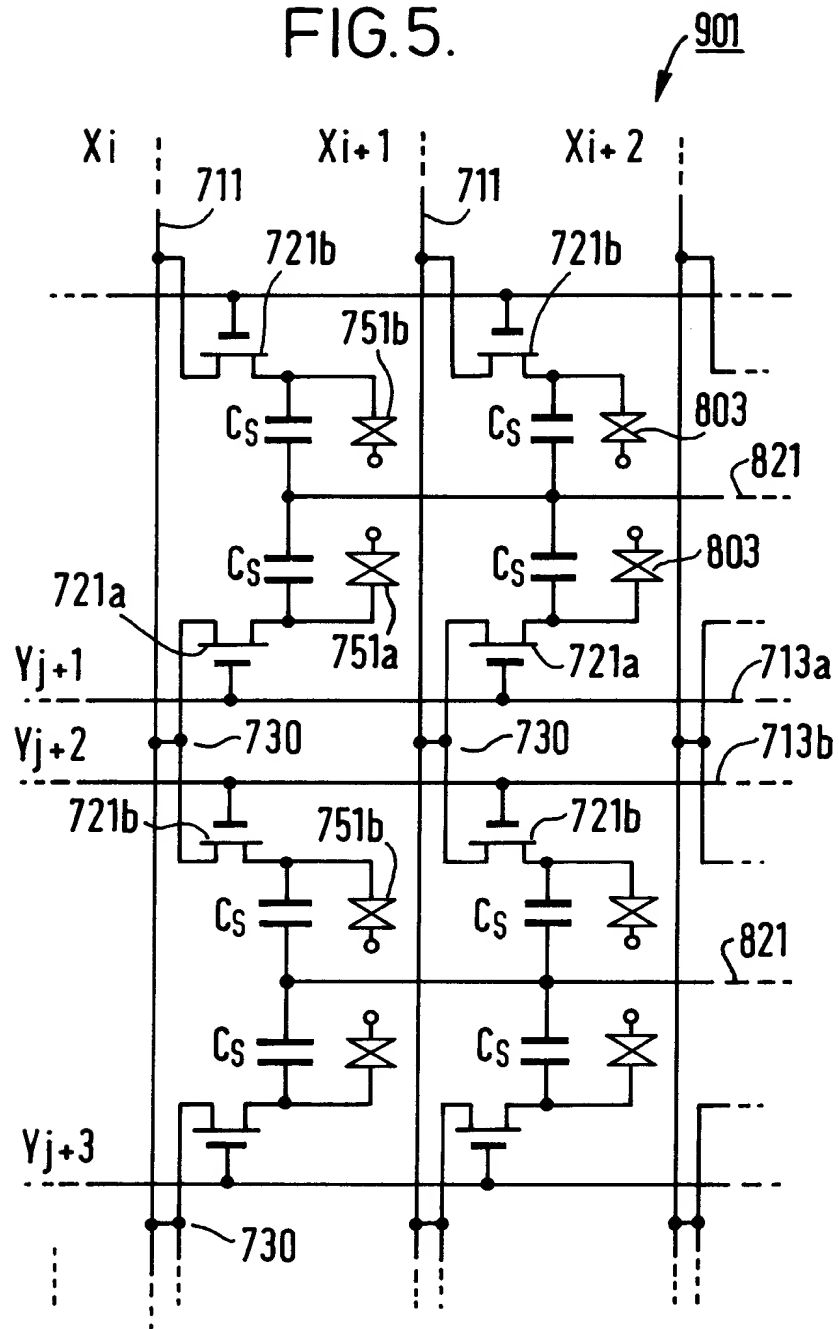 FIG.5.
901
Xi Xi+1 Xi+2
711 711
721b 721b
751b
803
Cs Cs
821
Cs Cs
803
721a
751a 721a
Yj+1 713a
730 730
Yj+2 713b
721b 751b 721b
Cs Cs
821
Cs Cs
Yj+3
730